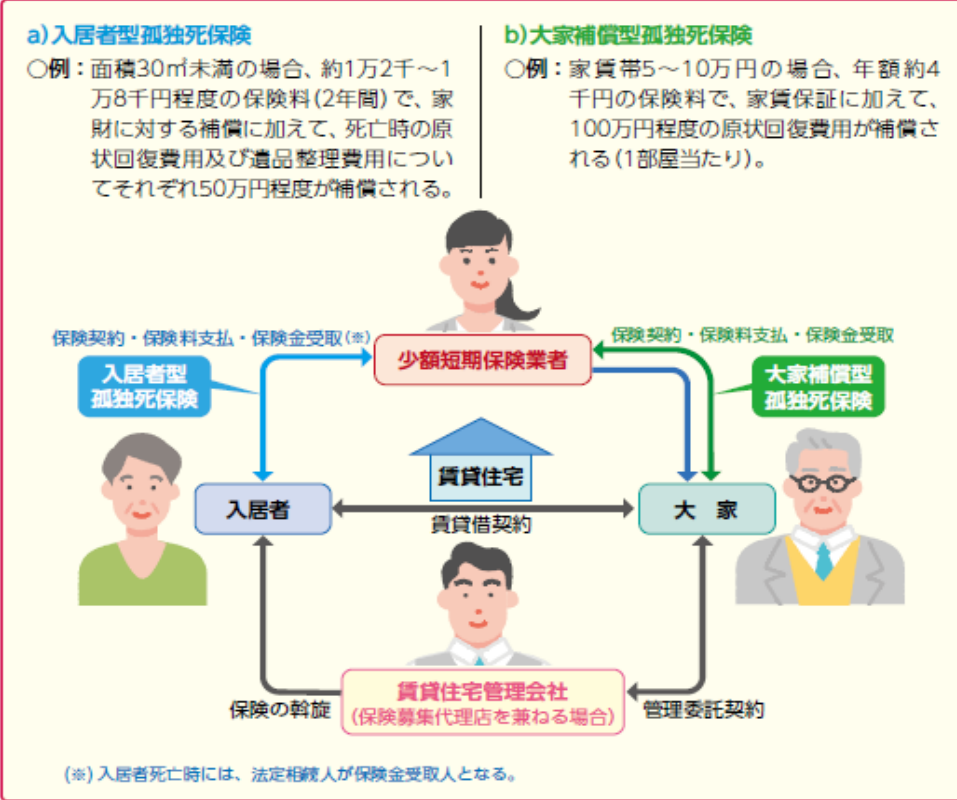 a)入居者型孤独死保険
○例：面積30㎡未満の場合、約1万2千～1
万8千円程度の保険料(2年間)で、家
財に対する補償に加えて、死亡時の原
状回復費用及び遺品整理費用につい
てそれぞれ50万円程度が補償される。
b)大家補償型孤独死保険
○例：家賃帯5～10万円の場合、年額約4
千円の保険料で、家賃保証に加えて、
100万円程度の原状回復費用が補償さ
れる(1部屋当たり)。
保険契約・保険料支払・保険金受取(※)
保険契約・保険料支払・保険金受取
少額短期保険業者
入居者型
孤独死保険
大家補償型
孤独死保険
賃貸住宅
入居者
大　家
賃貸借契約
賃貸住宅管理会社
(保険募集代理店を兼ねる場合)
保険の斡旋
管理委託契約
(※) 入居者死亡時には、法定相続人が保険金受取人となる。